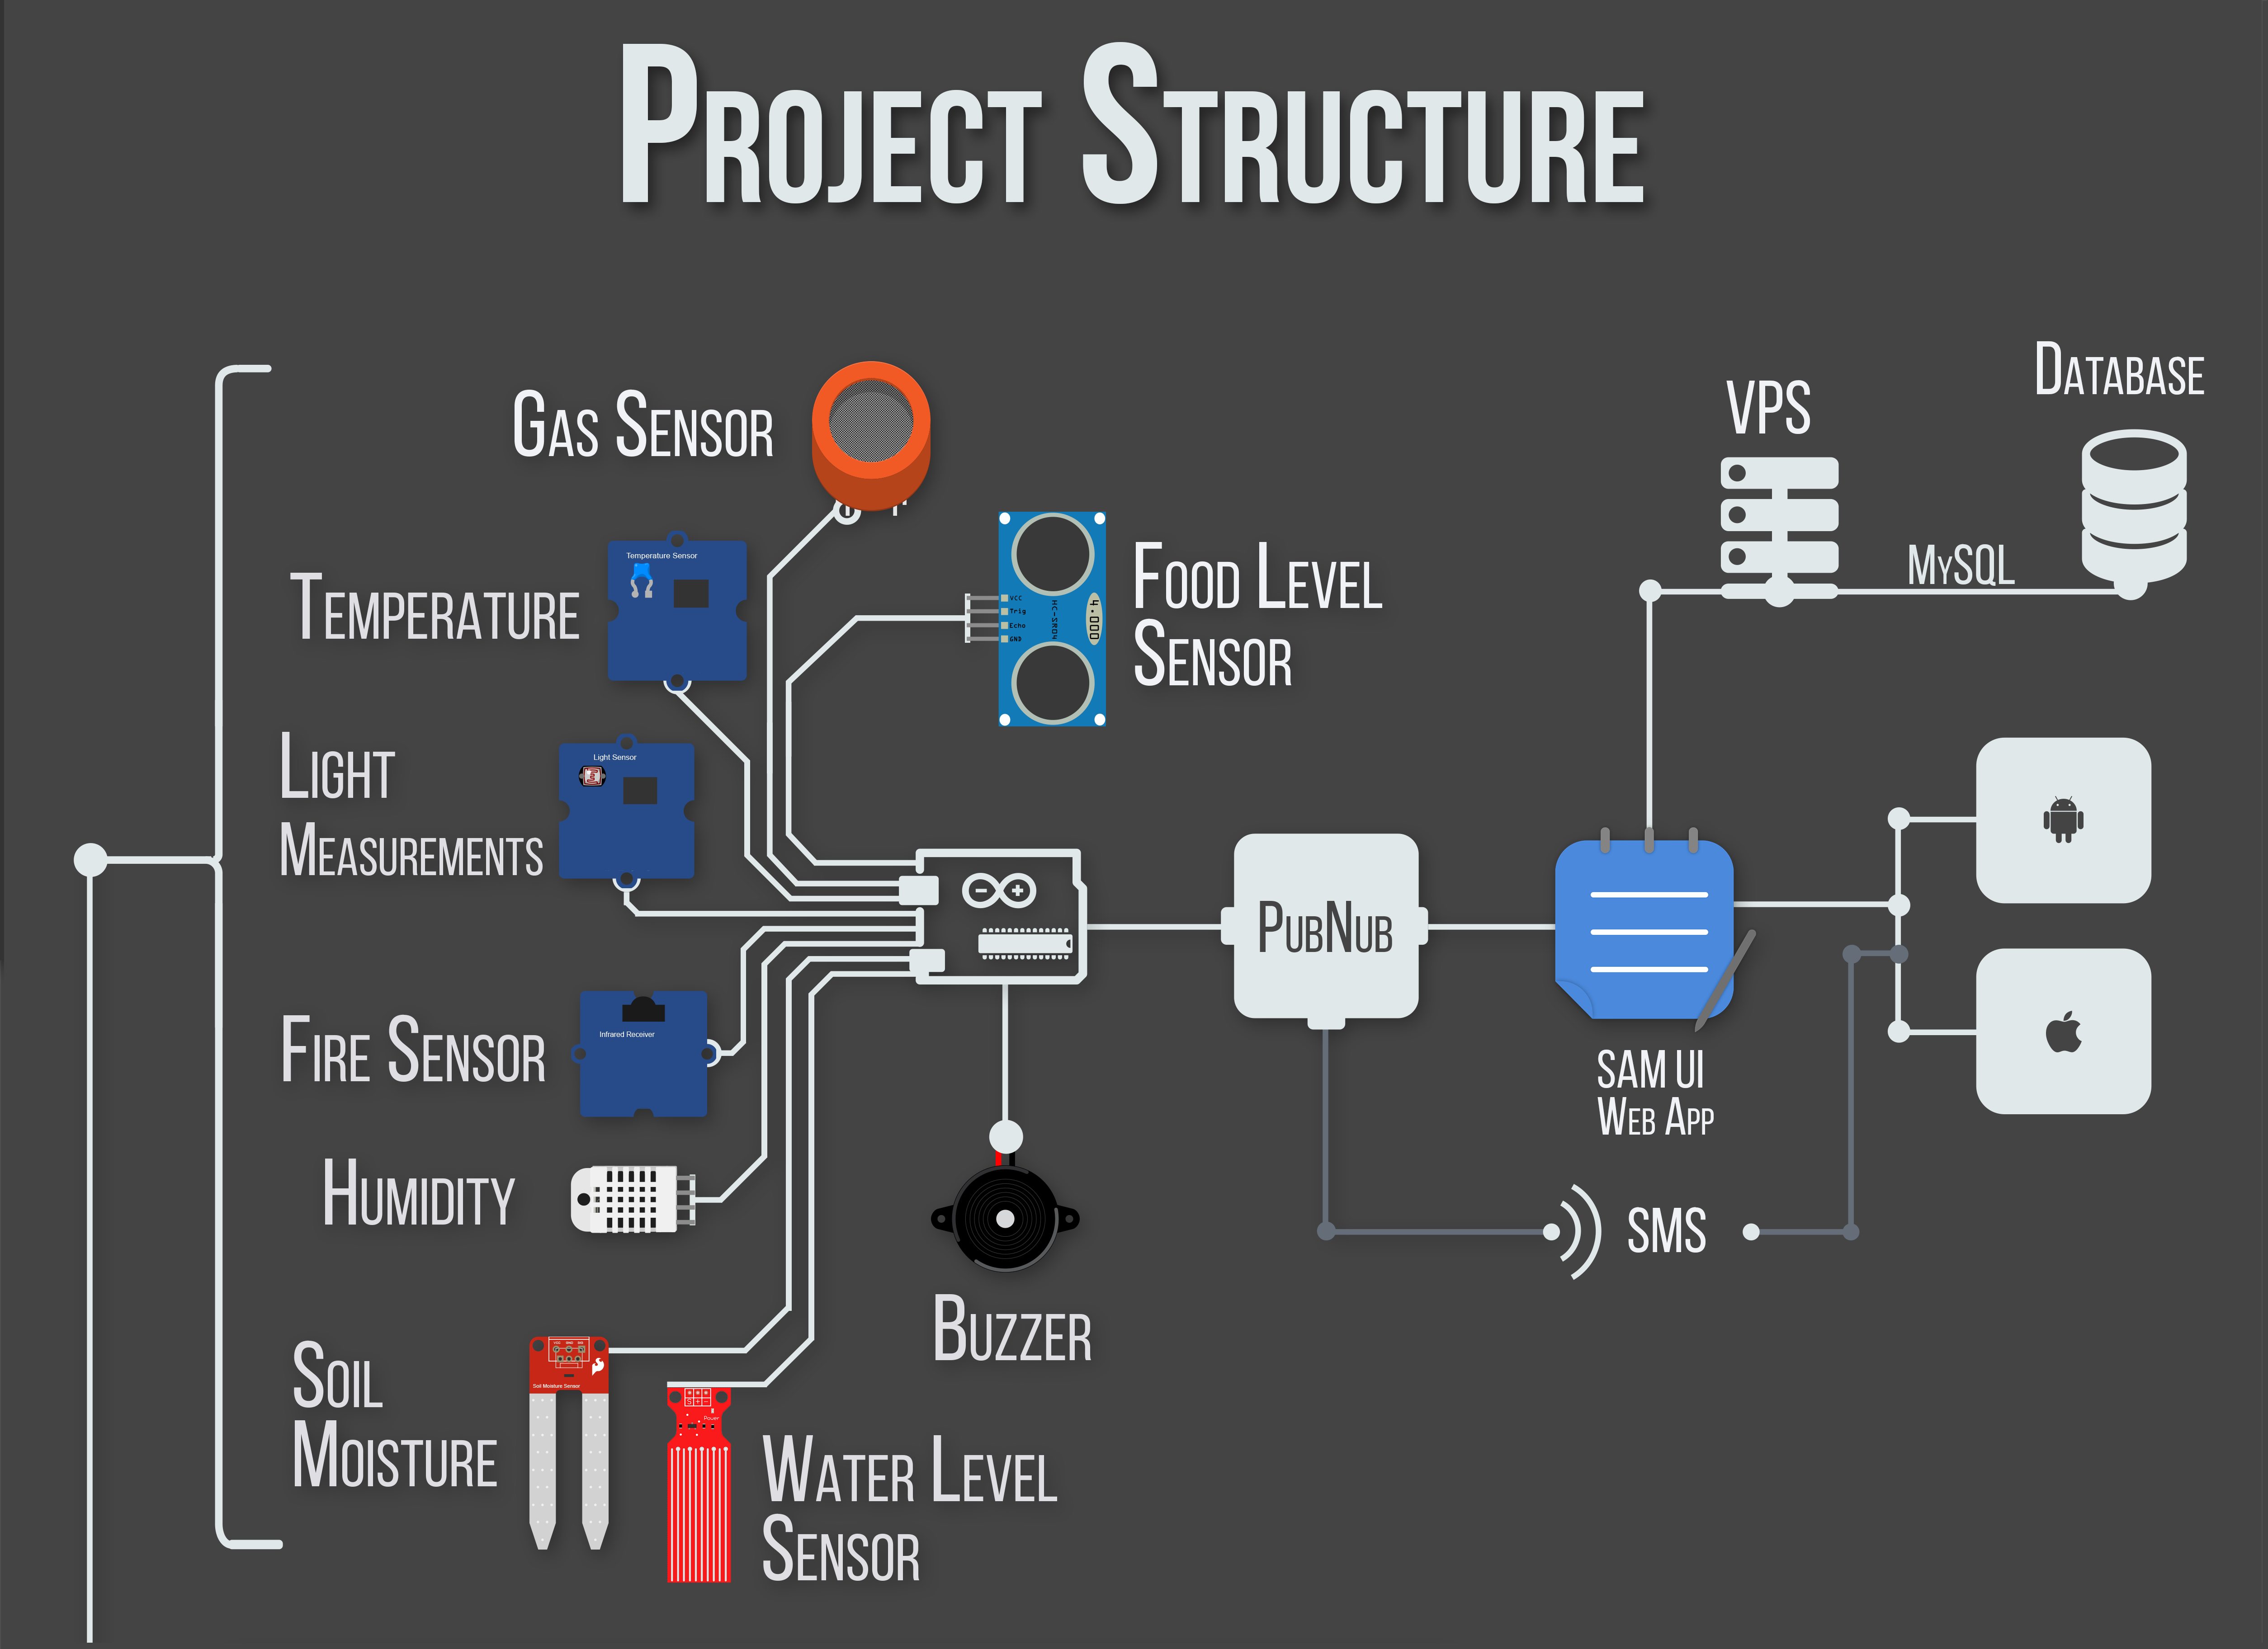 Project Structure
Gas Sensor
Temperature
Temperature Sensor
Food Level
Sensor
VCC
Trig
Echo
GND
HC-SR04
4.000
VPS
Database
MySQL
Light
Measurements
Light Sensor
PubNub
Fire Sensor
Infrared Receiver
SAM UI
Web App
Humidity
SMS
Buzzer
Soil
Moisture
Soil Moisture Sensor
S + -
Power
Water Level
Sensor